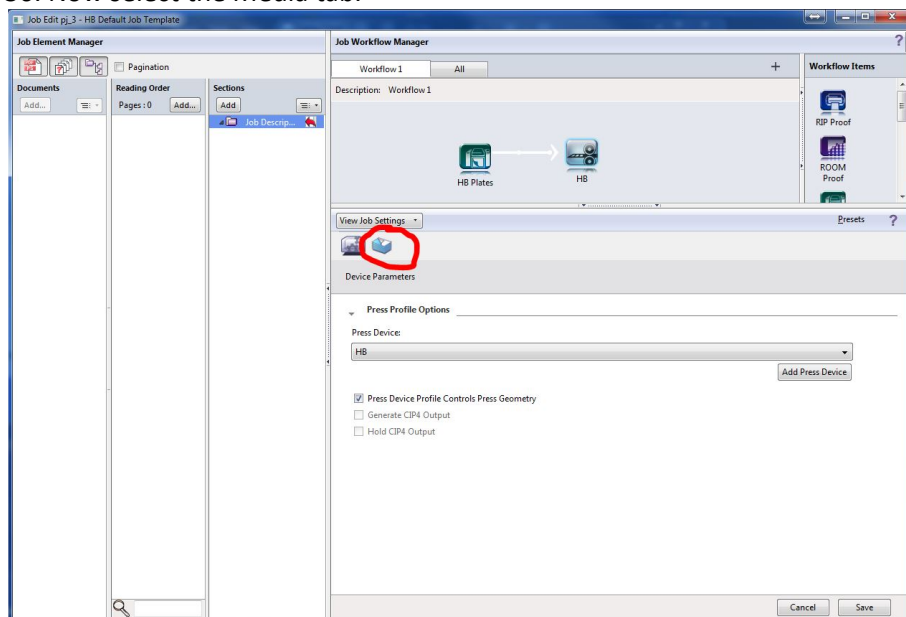 Job Edit pj_3 - HB Default Job Template
Job Element Manager
Pagination
Documents
Add...
Reading Order
Pages : 0
Add...
Sections
Add
Job Descrip...
Job Workflow Manager
?
Workflow 1
All
+
Description: Workflow 1
HB Plates
HB
Workflow Items
RIP Proof
ROOM
Proof
View Job Settings
Presets
?
Device Parameters
Press Profile Options
Press Device:
HB
Add Press Device
Press Device Profile Controls Press Geometry
Generate CIP4 Output
Hold CIP4 Output
Cancel
Save